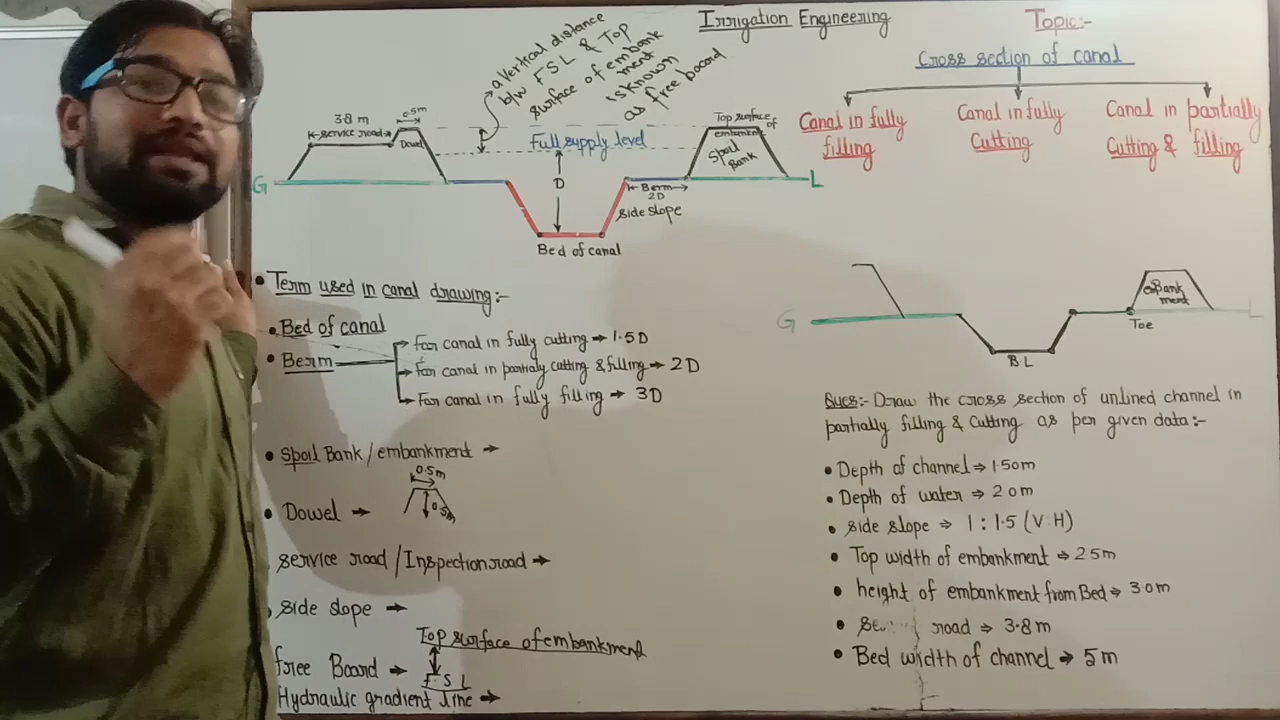 Irrigation Engineering
Topic:-
Cross section of canal
Canal in fully
filling
Canal in fully
Cutting
Canal in partially
Cutting & filling
a Vertical distance
b/w FSL & Top
surface of embank
ment
is known
as free board
3.8 m
service road
0.5m
Dowel
Full supply level
D
Top surface of
embankment
Spoil
Bank
G
L
Berm
2D
side slope
Bed of canal
• Term used in canal drawing:-
• Bed of canal
• Berm
For canal in fully cutting → 1.5D
For canal in partialy cutting & filling → 2D
For canal in fully filling → 3D
• Spoil Bank/embankment →
• Dowel →
0.5m
0.5m
service road/Inspection road →
side slope →
free Board →
Top surface of embankment
F S L
Hydraulic gradient line →
G
BL
emBank
ment
Toe
L
Ques:- Draw the cross section of unlined channel in
partially filling & Cutting as per given data:-
• Depth of channel ⇒ 1.50m
• Depth of water ⇒ 2.0m
• side slope ⇒ 1 : 1.5 (V:H)
• Top width of embankment ⇒ 2.5m
• height of embankment from Bed ⇒ 3.0m
• road ⇒ 3.8m
• Bed width of channel → 5m